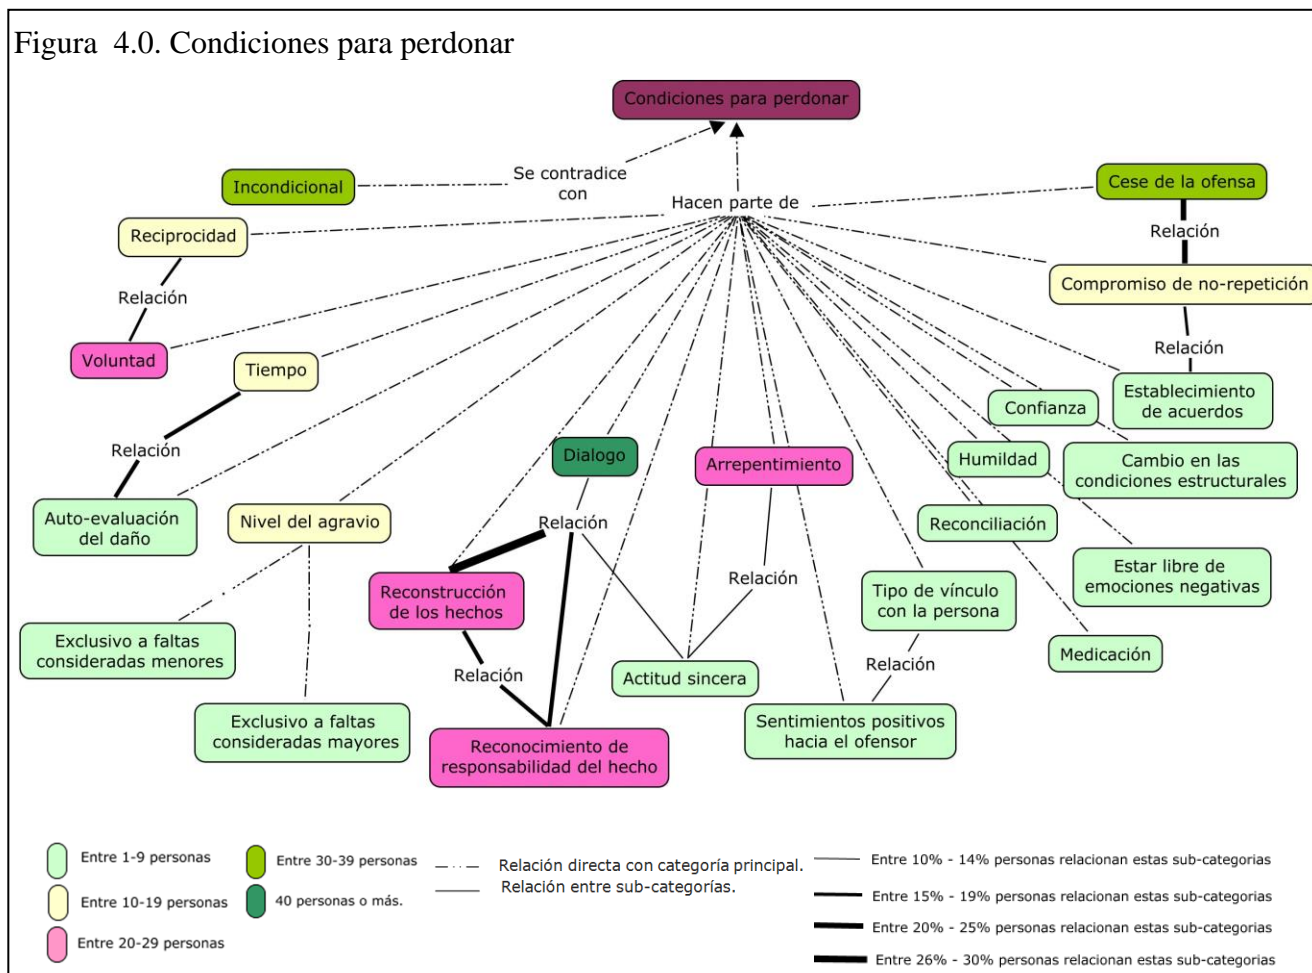 Figura 4.0. Condiciones para perdonar
Condiciones para perdonar
Se contradice
con
Incondicional
Hacen parte de
Cese de la ofensa
Reciprocidad
Relación
Compromiso de no-repetición
Relación
Voluntad
Tiempo
Relación
Establecimiento
de acuerdos
Confianza
Relación
Dialogo
Arrepentimiento
Humildad
Cambio en las
condiciones estructurales
Auto-evaluación
del daño
Nivel del agravio
Relación
Reconciliación
Estar libre de
emociones negativas
Reconstrucción
de los hechos
Relación
Tipo de vínculo
con la persona
Exclusivo a faltas
consideradas menores
Relación
Actitud sincera
Relación
Medicación
Exclusivo a faltas
consideradas mayores
Reconocimiento de
responsabilidad del hecho
Sentimientos positivos
hacia el ofensor
Entre 1-9 personas
Entre 10-19 personas
Entre 20-29 personas
Entre 30-39 personas
40 personas o más.
Relación directa con categoría principal.
Relación entre sub-categorías.
Entre 10% - 14% personas relacionan estas sub-categorias
Entre 15% - 19% personas relacionan estas sub-categorias
Entre 20% - 25% personas relacionan estas sub-categorias
Entre 26% - 30% personas relacionan estas sub-categorias